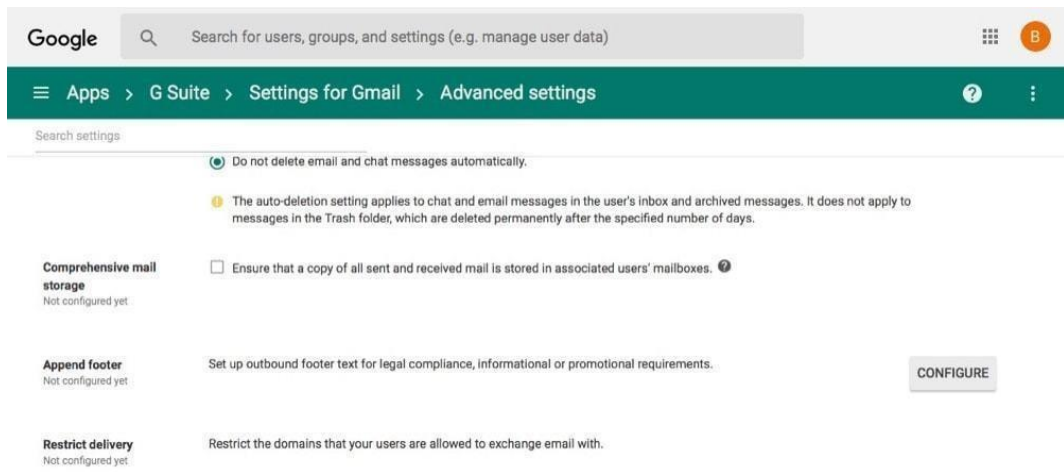 Google
Search for users, groups, and settings (e.g. manage user data)
B
Apps > G Suite > Settings for Gmail > Advanced settings
Search settings
Do not delete email and chat messages automatically.
The auto-deletion setting applies to chat and email messages in the user's inbox and archived messages. It does not apply to
messages in the Trash folder, which are deleted permanently after the specified number of days.
Comprehensive mail
storage
Not configured yet
Ensure that a copy of all sent and received mail is stored in associated users' mailboxes.
Append footer
Not configured yet
Set up outbound footer text for legal compliance, informational or promotional requirements.
CONFIGURE
Restrict delivery
Not configured yet
Restrict the domains that your users are allowed to exchange email with.